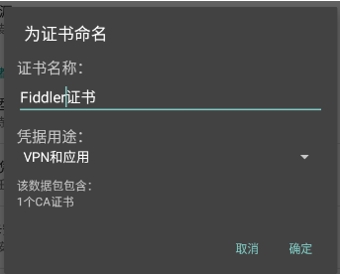 为证书命名
证书名称：
Fiddler证书
凭据用途：
VPN和应用
该数据包包含：
1个CA证书
取消 确定